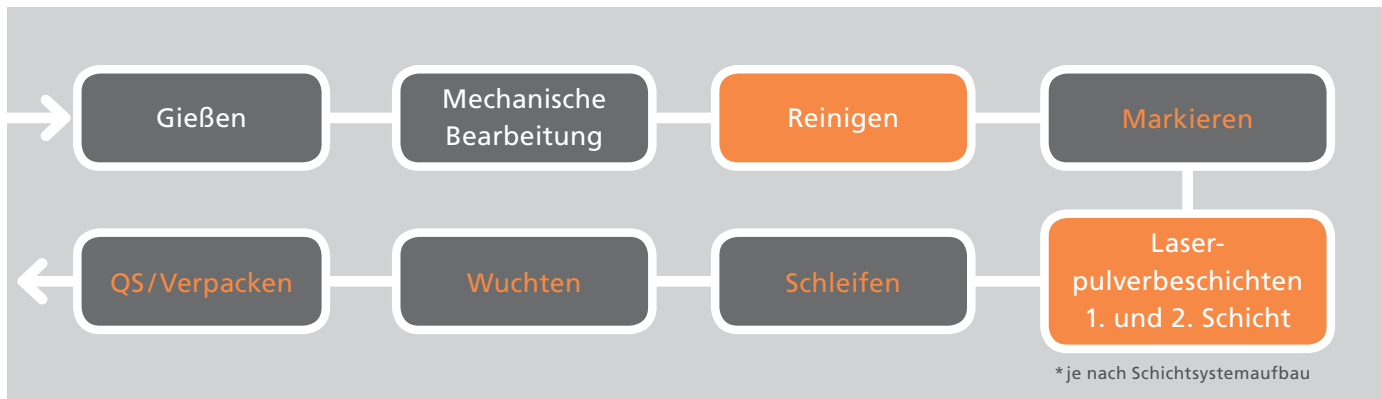 Gießen
Mechanische
Bearbeitung
Reinigen
Markieren
Laser-
pulverbeschichten
1. und 2. Schicht
Schleifen
Wuchten
QS/Verpacken
*je nach Schichtsystemaufbau